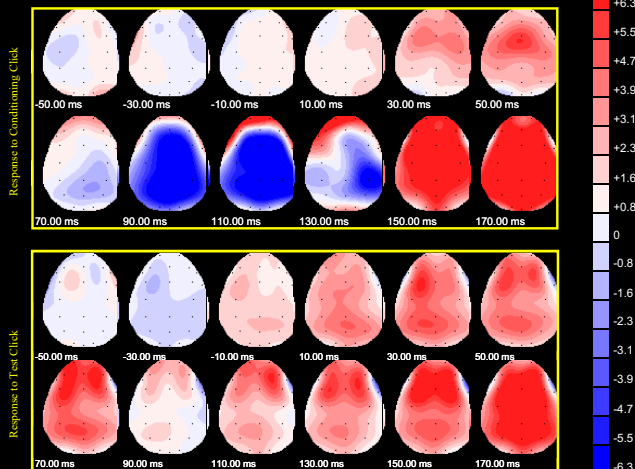 Response to Conditioning Click
-50.00 ms -30.00 ms -10.00 ms 10.00 ms 30.00 ms 50.00 ms
70.00 ms 90.00 ms 110.00 ms 130.00 ms 150.00 ms 170.00 ms
Response to Test Click
-50.00 ms -30.00 ms -10.00 ms 10.00 ms 30.00 ms 50.00 ms
70.00 ms 90.00 ms 110.00 ms 130.00 ms 150.00 ms 170.00 ms
+6.3
+5.5
+4.7
+3.9
+3.1
+2.3
+1.6
+0.8
0
-0.8
-1.6
-2.3
-3.1
-3.9
-4.7
-5.5
-6.3